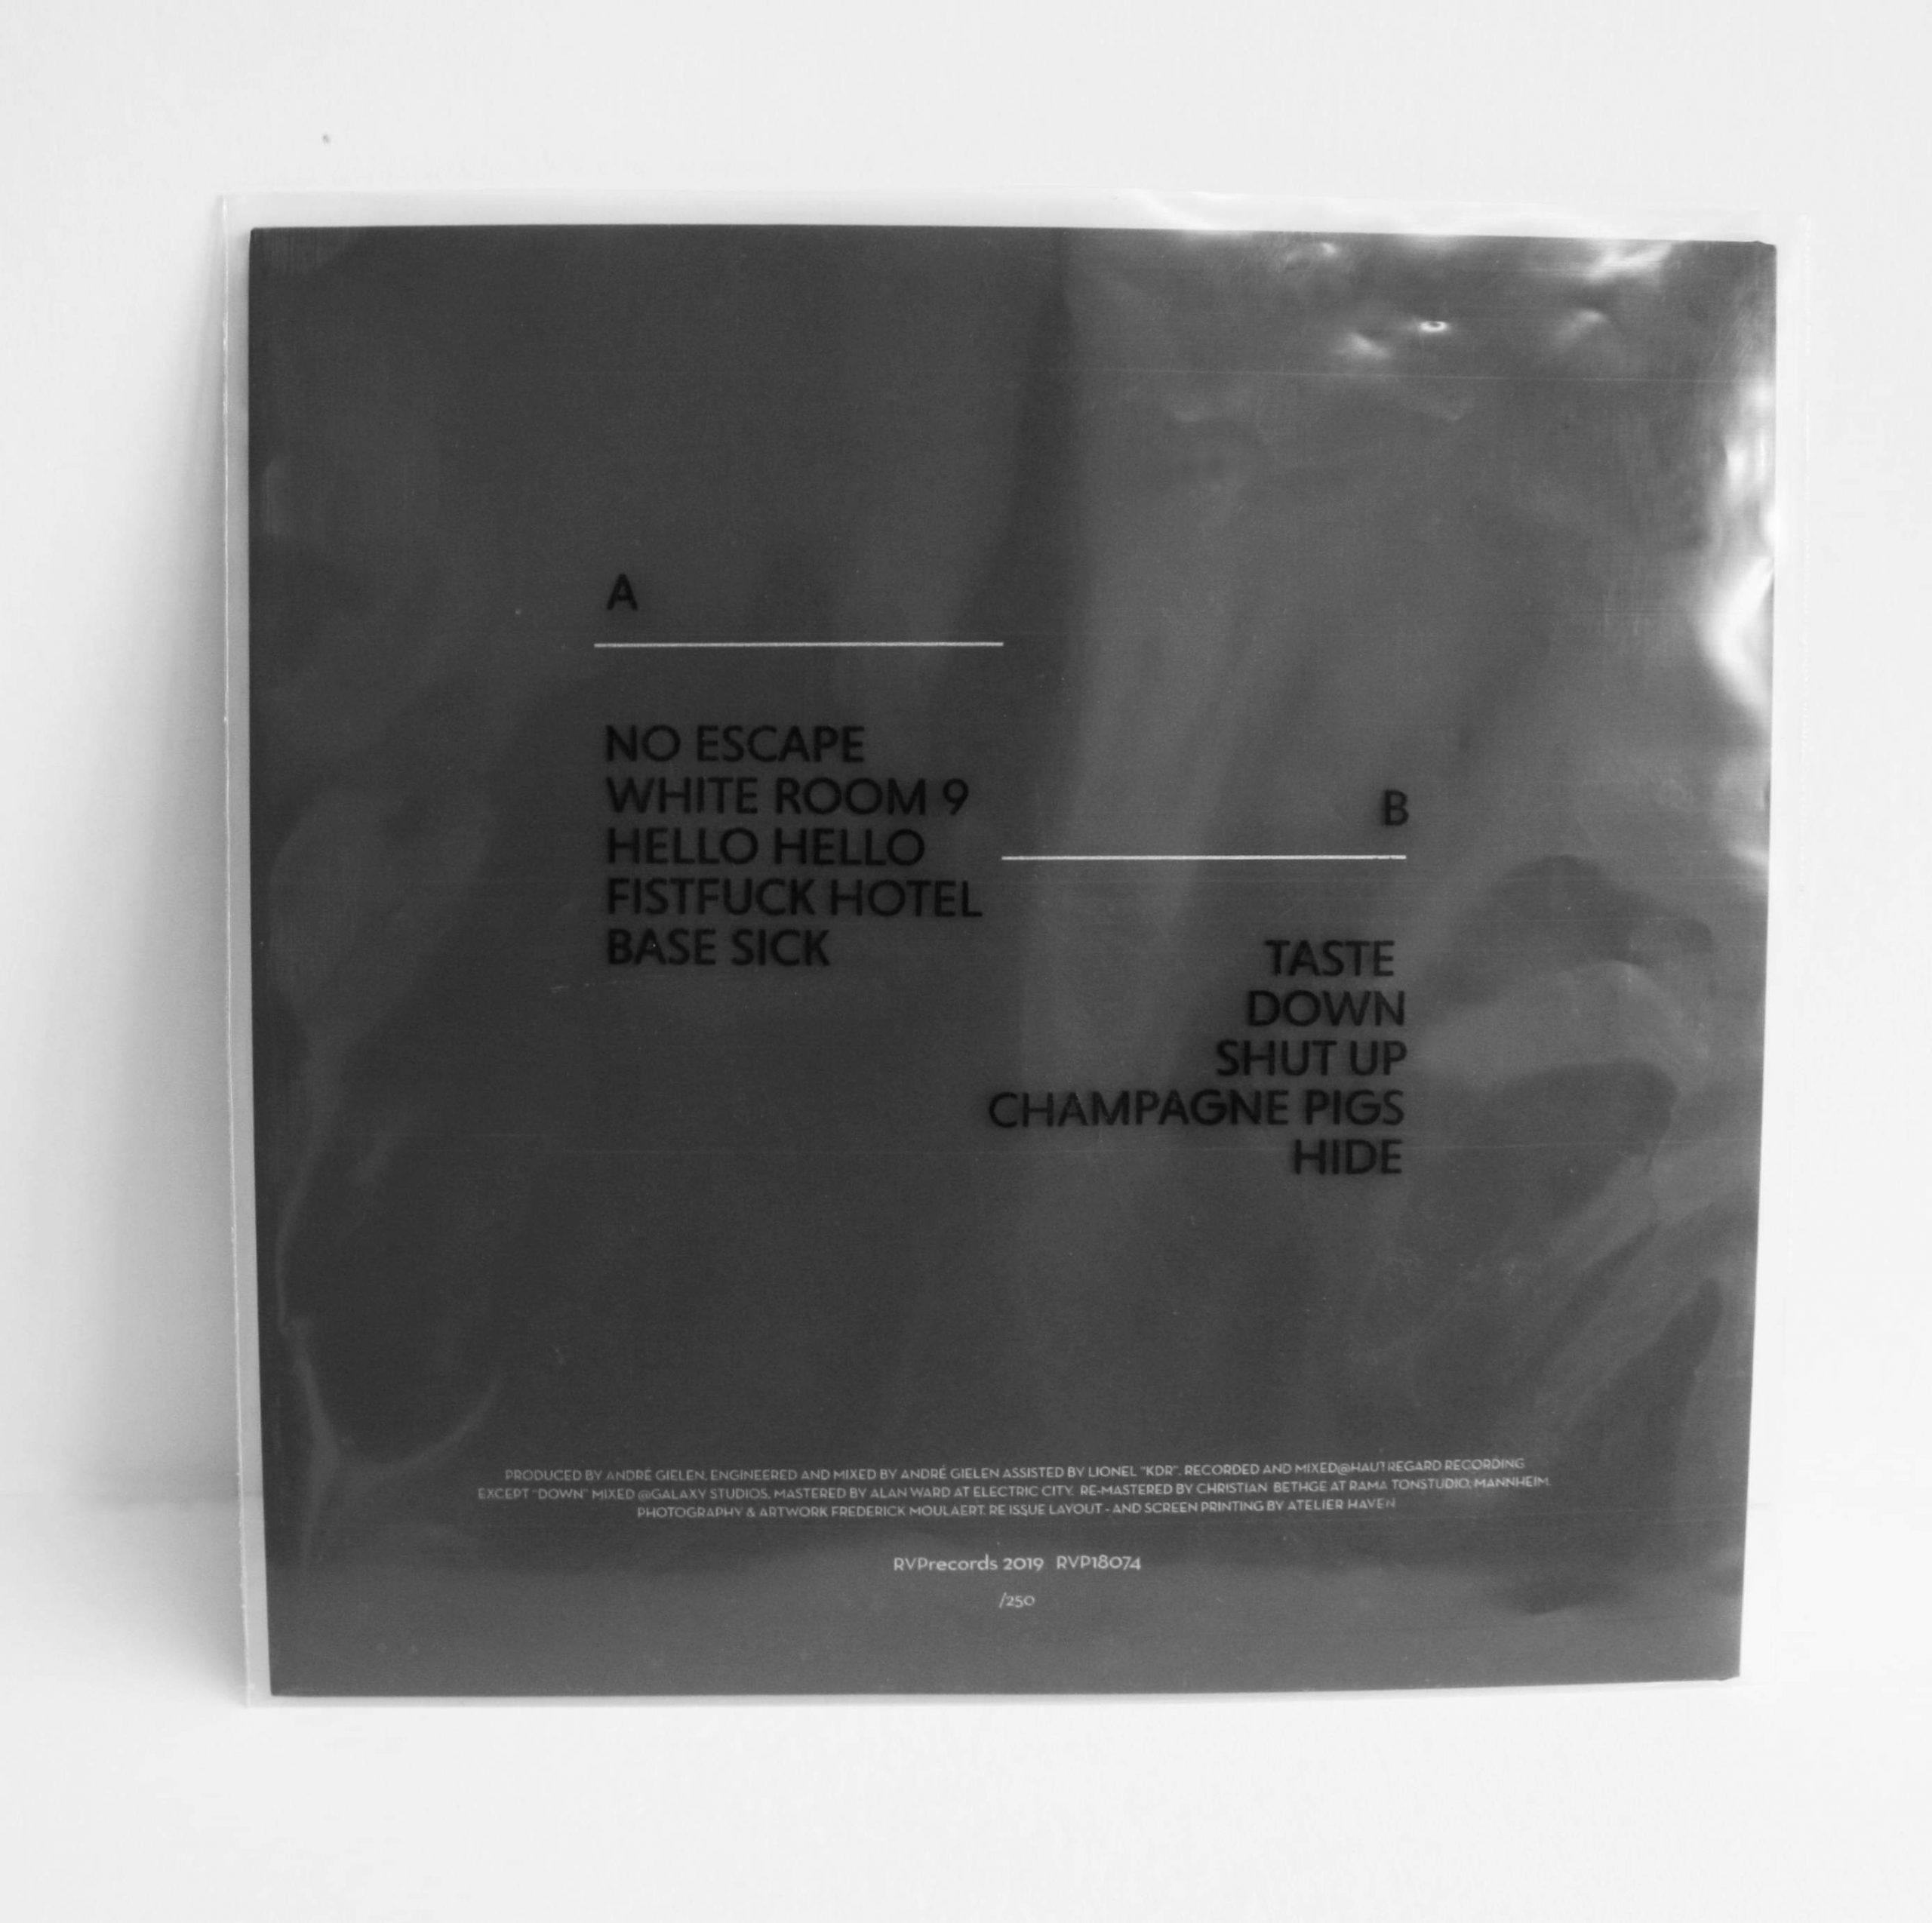 A
NO ESCAPE
WHITE ROOM 9
HELLO HELLO
FISTFUCK HOTEL
BASE SICK
B
TASTE
DOWN
SHUT UP
CHAMPAGNE PIGS
HIDE
PRODUCED BY ANDRÉ GIELEN. ENGINEERED AND MIXED BY ANDRÉ GIELEN ASSISTED BY LIONEL "KDR". RECORDED AND MIXED@HAUTREGARD RECORDING
EXCEPT "DOWN" MIXED @GALAXY STUDIOS. MASTERED BY ALAN WARD AT ELECTRIC CITY. RE-MASTERED BY CHRISTIAN BETHGE AT RAMA TONSTUDIO, MANNHEIM.
PHOTOGRAPHY & ARTWORK FREDERICK MOULAERT. RE ISSUE LAYOUT - AND SCREEN PRINTING BY ATELIER HAVEN
RVPrecords 2019 RVP18074
/250